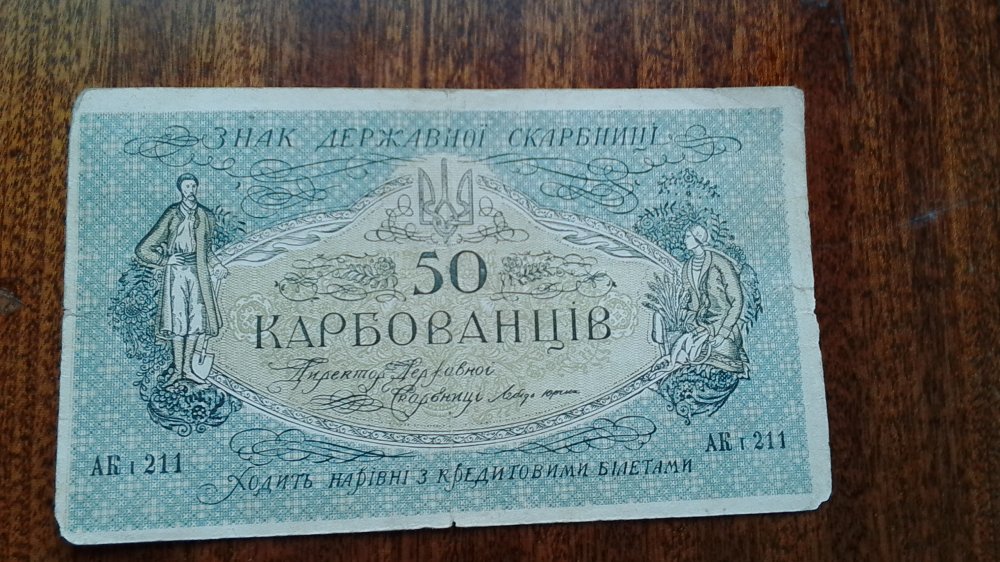 ЗНАК ДЕРЖАВНОЇ СКАРБНИЦІ
50
КАРБОВАНЦІВ
Директор Державної
Скарбниці
АК І 211
АК І 211
Ходить нарівні з кредитовими білетами